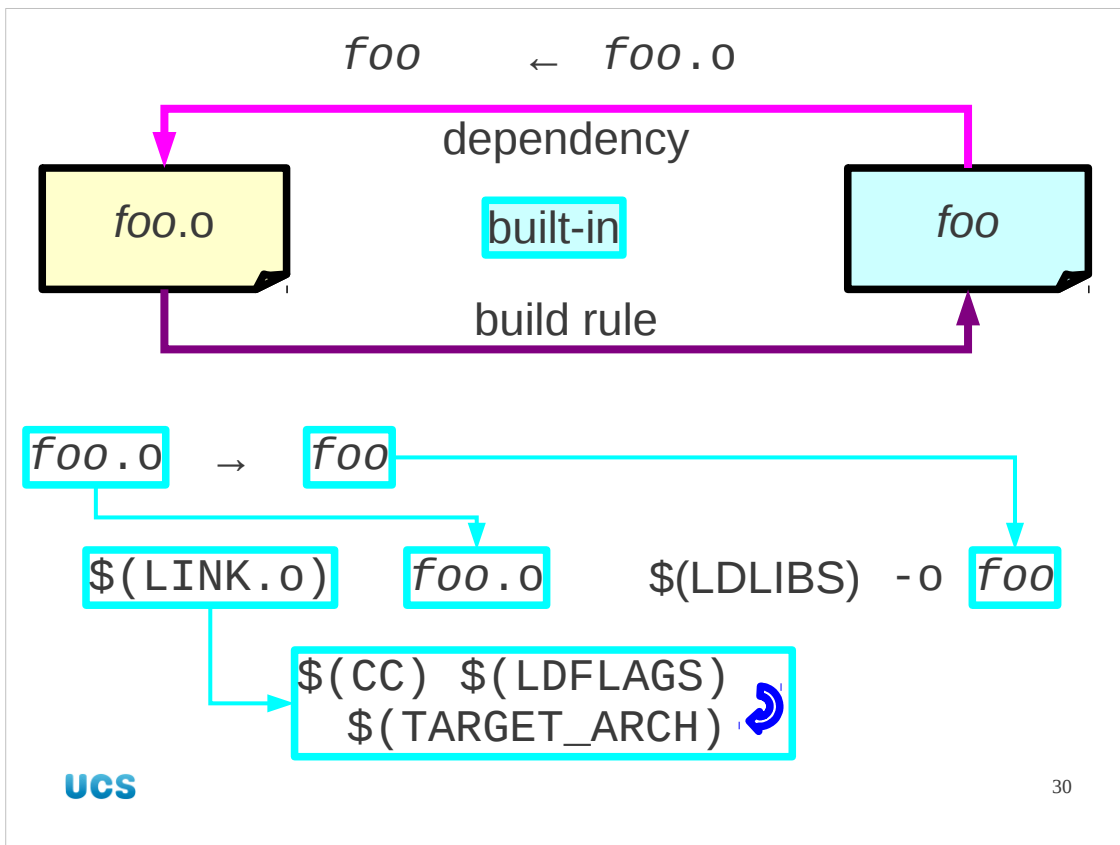 foo ← foo.o
dependency
foo.o built-in foo
build rule
foo.o → foo
$(LINK.o) foo.o $(LDLIBS) -o foo
$(CC) $(LDFLAGS)
$(TARGET_ARCH)
UCS 30